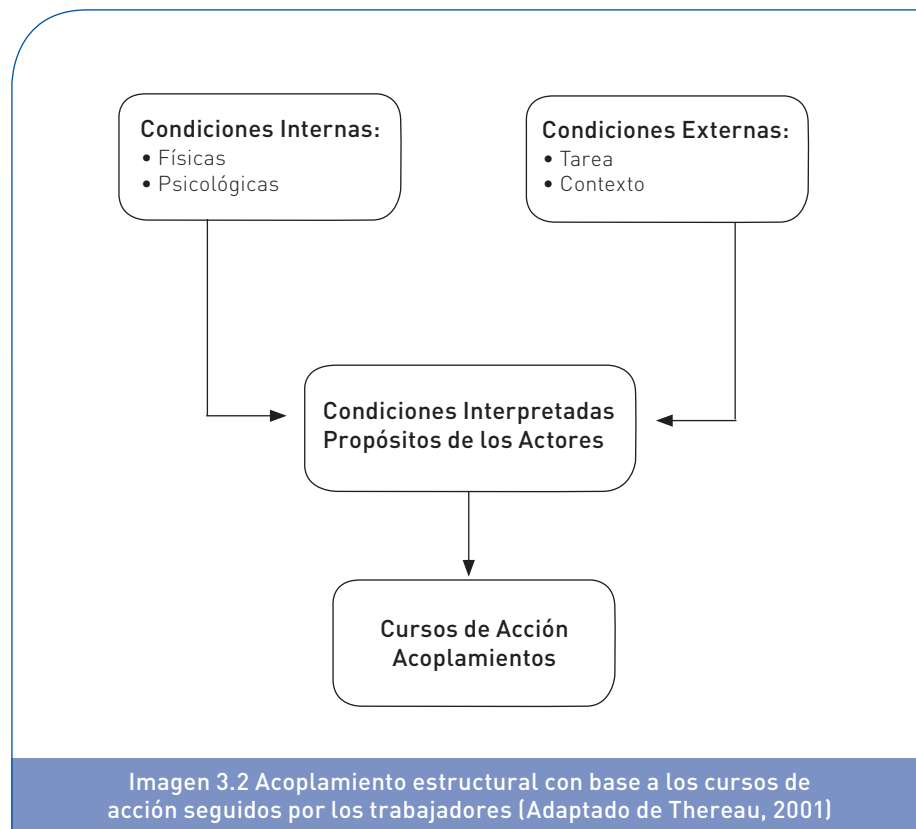 Condiciones Internas:
• Físicas
• Psicológicas
Condiciones Externas:
• Tarea
• Contexto
Condiciones Interpretadas
Propósitos de los Actores
Cursos de Acción
Acoplamientos
Imagen 3.2 Acoplamiento estructural con base a los cursos de
acción seguidos por los trabajadores (Adaptado de Thereau, 2001)